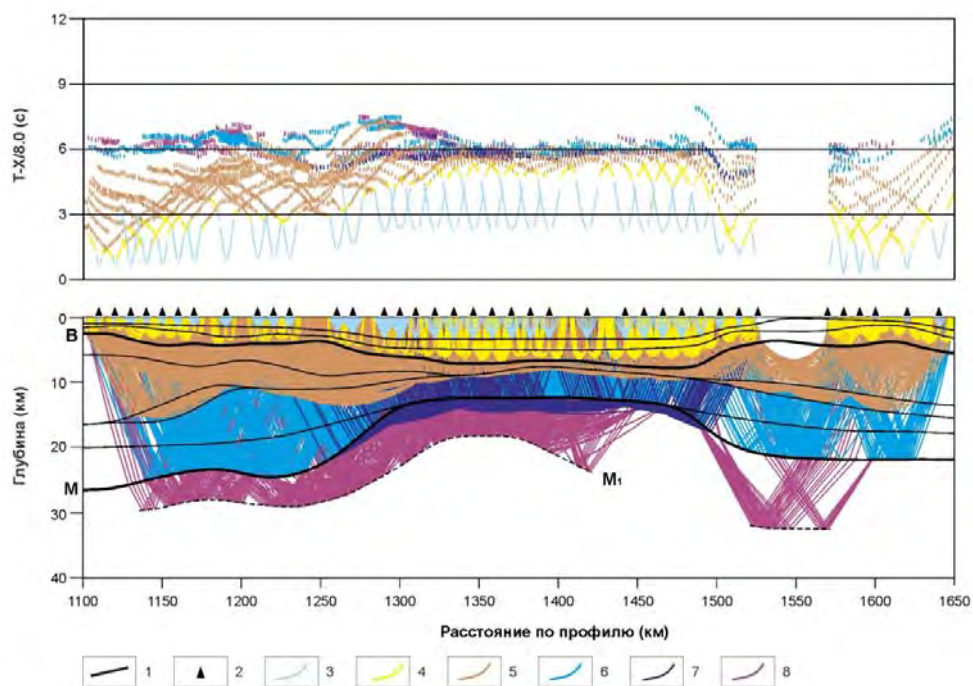 12
9
6
3
0
T-X/8.0 (с)
0
10
20
30
40
Глубина (км)
B
M
M₁
1100 1150 1200 1250 1300 1350 1400 1450 1500 1550 1600 1650
Расстояние по профилю (км)
1 2 3 4 5 6 7 8